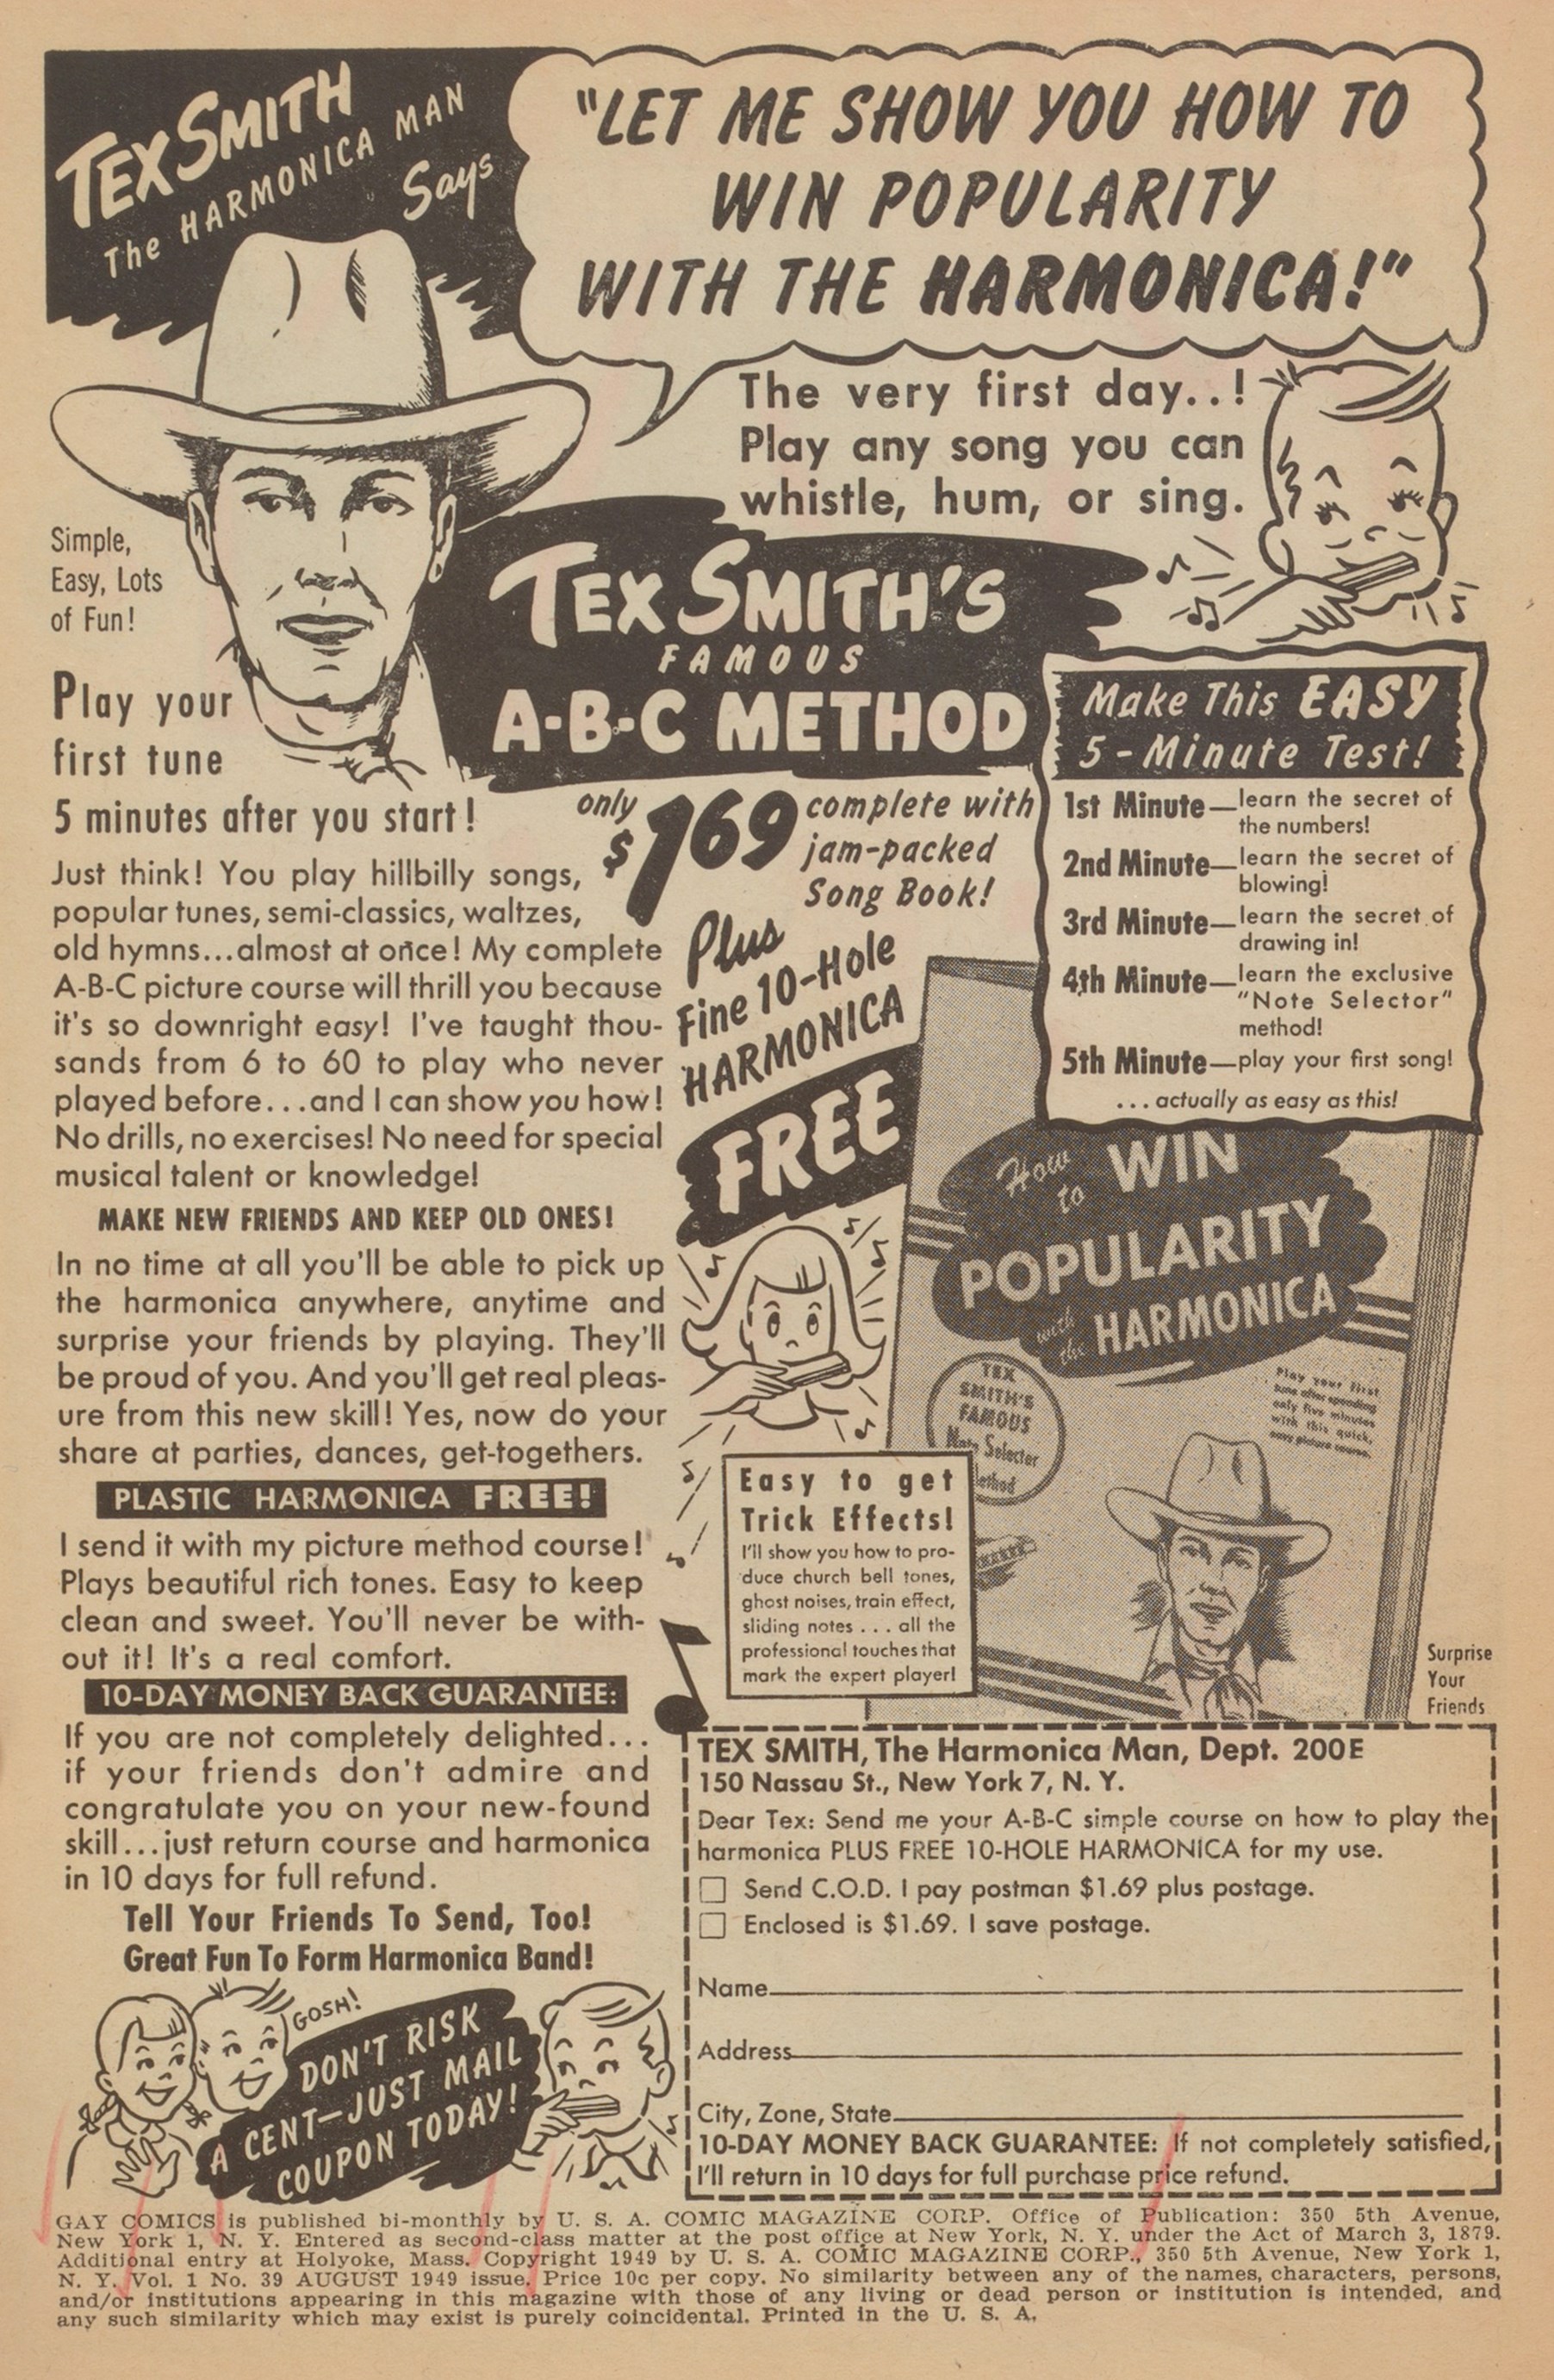 TEX SMITH
The HARMONICA MAN
Says
"LET ME SHOW YOU HOW TO
WIN POPULARITY
WITH THE HARMONICA!"
The very first day..!
Play any song you can
whistle, hum, or sing.
Simple,
Easy, Lots
of Fun!
TEX SMITH'S
FAMOUS
A-B-C METHOD
Play your
first tune
5 minutes after you start!
only
$1 69
complete with
jam-packed
Song Book!
Plus
Fine 10-Hole
HARMONICA
FREE
Just think! You play hillbilly songs,
popular tunes, semi-classics, waltzes,
old hymns...almost at once! My complete
A-B-C picture course will thrill you because
it's so downright easy! I've taught thou-
sands from 6 to 60 to play who never
played before...and I can show you how!
No drills, no exercises! No need for special
musical talent or knowledge!
MAKE NEW FRIENDS AND KEEP OLD ONES!
In no time at all you'll be able to pick up
the harmonica anywhere, anytime and
surprise your friends by playing. They'll
be proud of you. And you'll get real pleas-
ure from this new skill! Yes, now do your
share at parties, dances, get-togethers.
PLASTIC HARMONICA FREE!
I send it with my picture method course!
Plays beautiful rich tones. Easy to keep
clean and sweet. You'll never be with-
out it! It's a real comfort.
10-DAY MONEY BACK GUARANTEE:
If you are not completely delighted...
if your friends don't admire and
congratulate you on your new-found
skill...just return course and harmonica
in 10 days for full refund.
Tell Your Friends To Send, Too!
Great Fun To Form Harmonica Band!
GOSH!
DON'T RISK
A CENT—JUST MAIL
COUPON TODAY!
Make This EASY
5-Minute Test!
1st Minute—learn the secret of
the numbers!
2nd Minute—learn the secret of
blowing!
3rd Minute—learn the secret of
drawing in!
4th Minute—learn the exclusive
"Note Selector"
method!
5th Minute—play your first song!
...actually as easy as this!
How to WIN
POPULARITY
with the HARMONICA
TEX
SMITH'S
FAMOUS
Note Selector
ethod
Play your first
tune after spending
only five minutes
with this quick,
easy picture course.
Easy to get
Trick Effects!
I'll show you how to pro-
duce church bell tones,
ghost noises, train effect,
sliding notes ... all the
professional touches that
mark the expert player!
Surprise
Your
Friends
TEX SMITH, The Harmonica Man, Dept. 200E
150 Nassau St., New York 7, N. Y.
Dear Tex: Send me your A-B-C simple course on how to play the
harmonica PLUS FREE 10-HOLE HARMONICA for my use.
Send C.O.D. I pay postman $1.69 plus postage.
Enclosed is $1.69. I save postage.
Name
Address
City, Zone, State
10-DAY MONEY BACK GUARANTEE: If not completely satisfied,
I'll return in 10 days for full purchase price refund.
GAY COMICS is published bi-monthly by U. S. A. COMIC MAGAZINE CORP. Office of Publication: 350 5th Avenue,
New York 1, N. Y. Entered as second-class matter at the post office at New York, N. Y. under the Act of March 3, 1879.
Additional entry at Holyoke, Mass. Copyright 1949 by U. S. A. COMIC MAGAZINE CORP., 350 5th Avenue, New York 1,
N. Y. Vol. 1 No. 39 AUGUST 1949 issue. Price 10c per copy. No similarity between any of the names, characters, persons,
and/or institutions appearing in this magazine with those of any living or dead person or institution is intended, and
any such similarity which may exist is purely coincidental. Printed in the U. S. A.